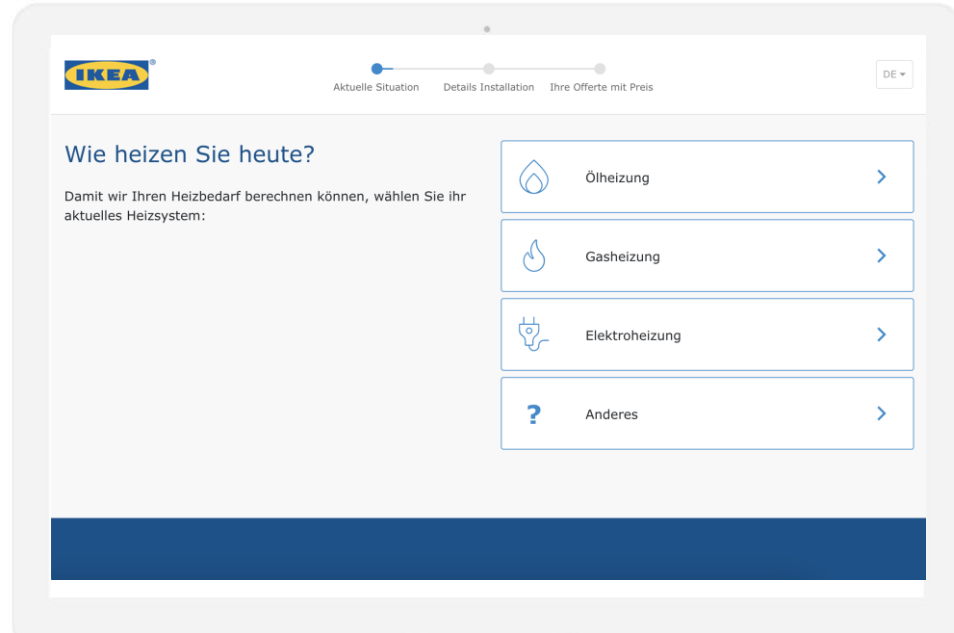 IKEA®
Aktuelle Situation
Details Installation
Ihre Offerte mit Preis
DE
Wie heizen Sie heute?
Damit wir Ihren Heizbedarf berechnen können, wählen Sie ihr
aktuelles Heizsystem:
Ölheizung
Gasheizung
Elektroheizung
?
Anderes